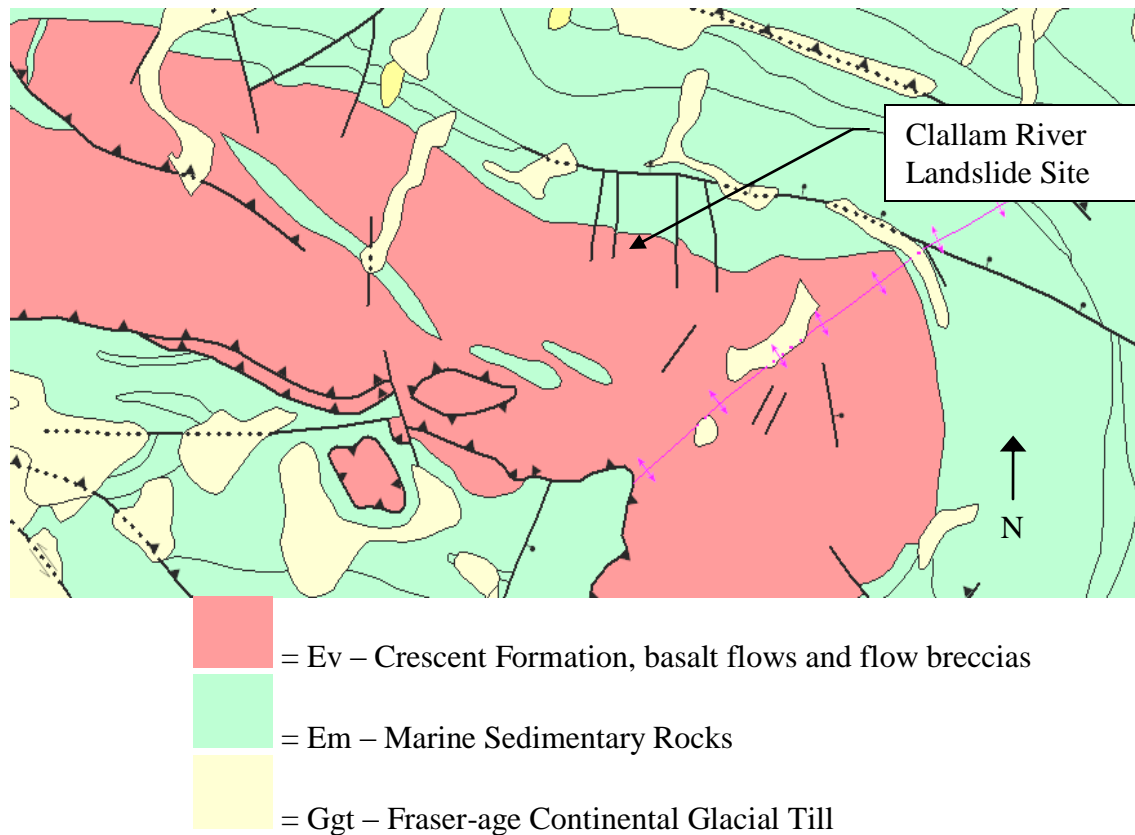 Clallam River
Landslide Site
N
= Ev – Crescent Formation, basalt flows and flow breccias
= Em – Marine Sedimentary Rocks
= Ggt – Fraser-age Continental Glacial Till